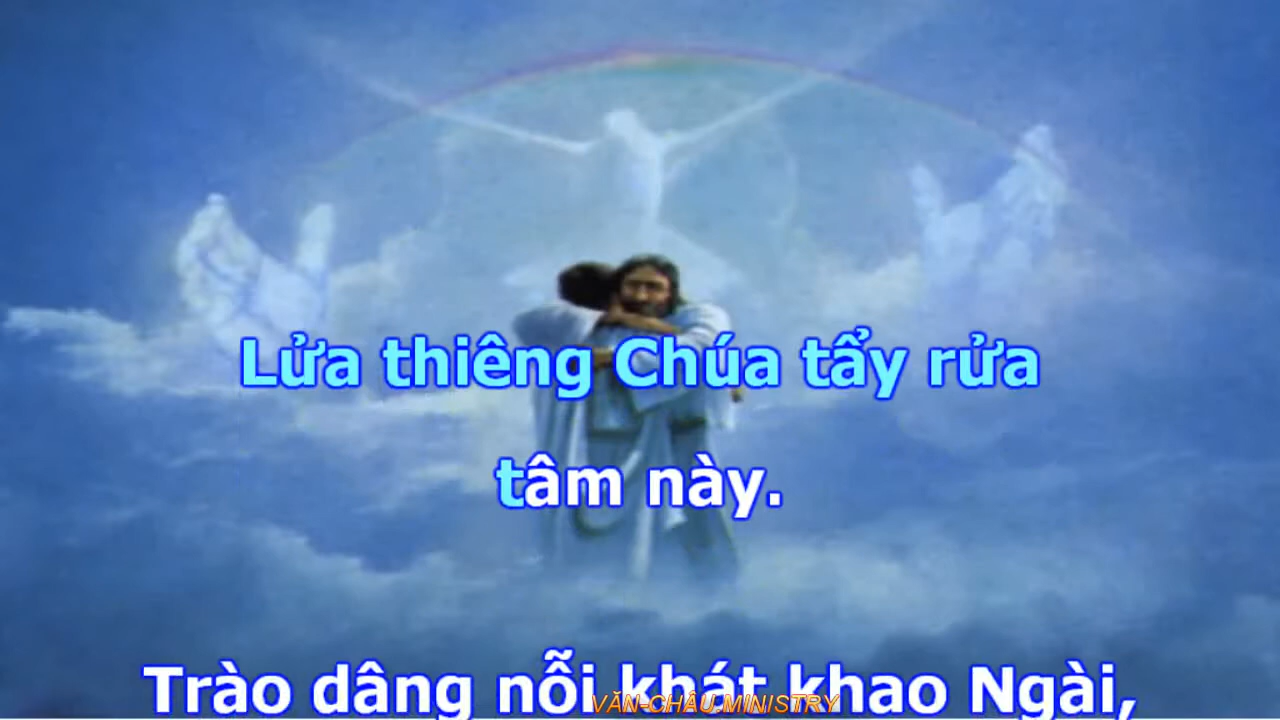 Lửa thiêng Chúa tẩy rửa
tâm này.
Trào dâng nỗi khát khao Ngài,
VĂN-CHÂU.MINISTRY